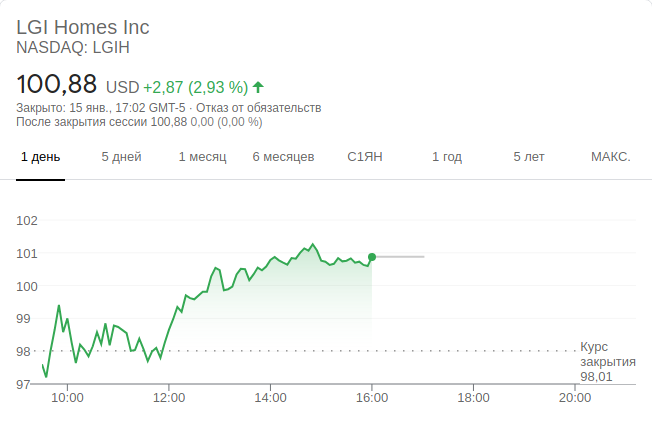 LGI Homes Inc
NASDAQ: LGIH
100,88 USD +2,87 (2,93 %)
Закрыто: 15 янв., 17:02 GMT-5 · Отказ от обязательств
После закрытия сессии 100,88 0,00 (0,00 %)
1 день 5 дней 1 месяц 6 месяцев С1ЯН 1 год 5 лет МАКС.
102
101
100
99
98
Курс
закрытия
98,01
97
10:00 12:00 14:00 16:00 18:00 20:00